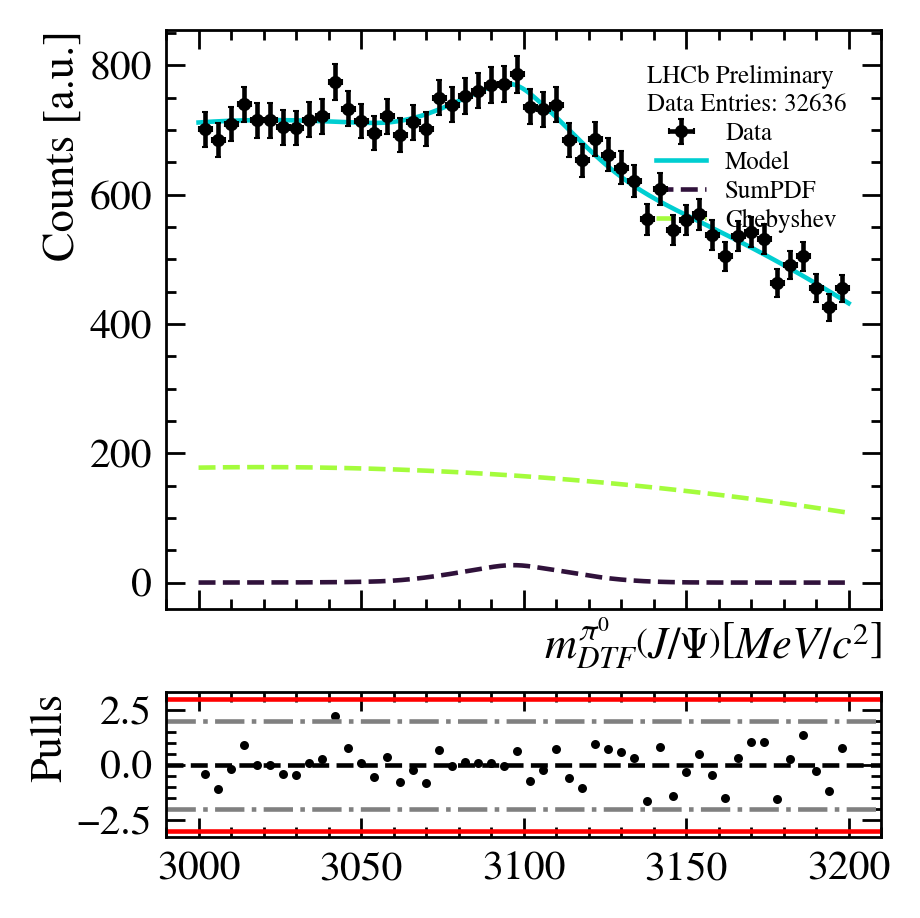 Counts [a.u.]
800
600
400
200
0
LHCb Preliminary
Data Entries: 32636
Data
Model
SumPDF
Chebyshev
$m_{DTF}^{\pi^0}(J/\Psi)[MeV/c^2]$
Pulls
2.5
0.0
−2.5
3000 3050 3100 3150 3200